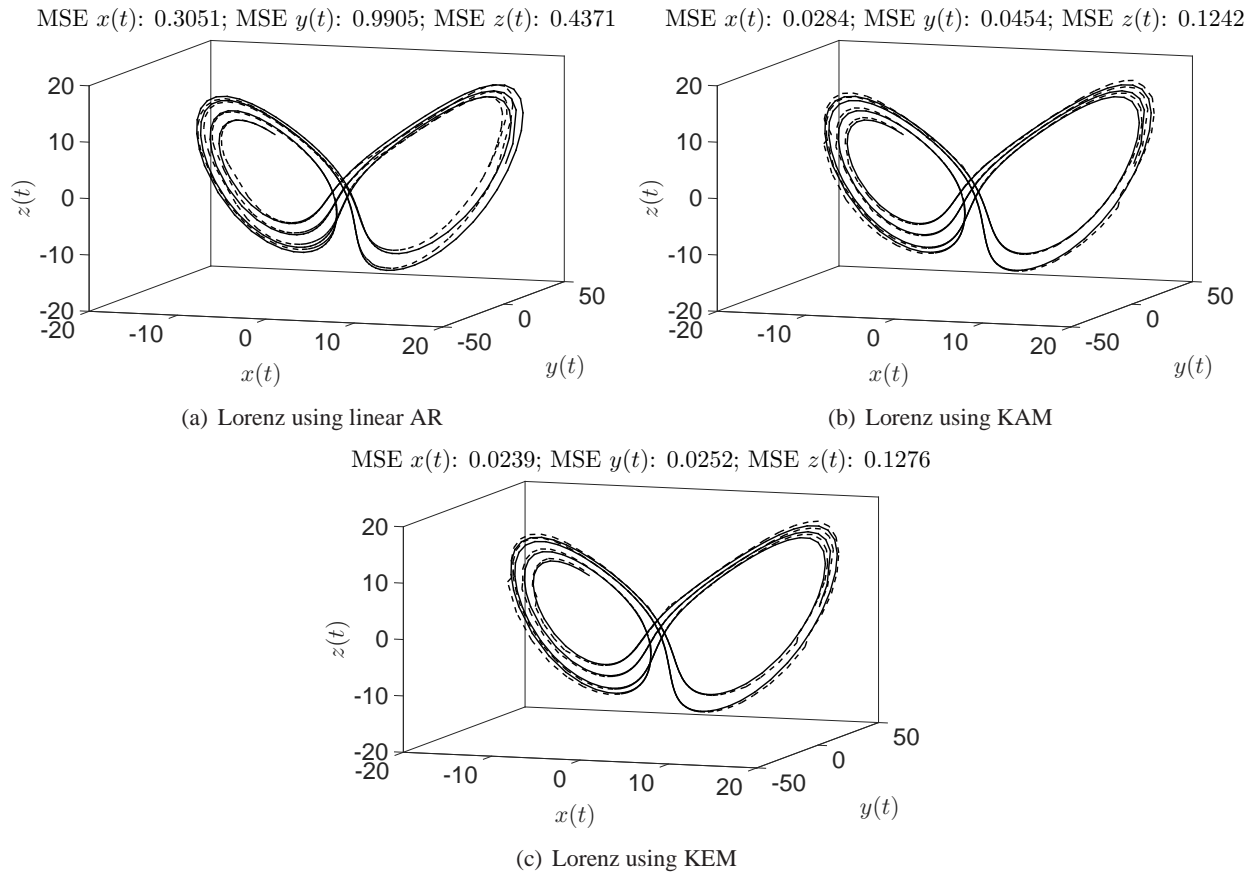 MSE x(t): 0.3051; MSE y(t): 0.9905; MSE z(t): 0.4371
20
10
0
-10
-20
z(t)
-20
-10
0
10
20
x(t)
-50
0
50
y(t)
(a) Lorenz using linear AR
MSE x(t): 0.0284; MSE y(t): 0.0454; MSE z(t): 0.1242
20
10
0
-10
-20
z(t)
-20
-10
0
10
20
x(t)
-50
0
50
y(t)
(b) Lorenz using KAM
MSE x(t): 0.0239; MSE y(t): 0.0252; MSE z(t): 0.1276
20
10
0
-10
-20
z(t)
-20
-10
0
10
20
x(t)
-50
0
50
y(t)
(c) Lorenz using KEM